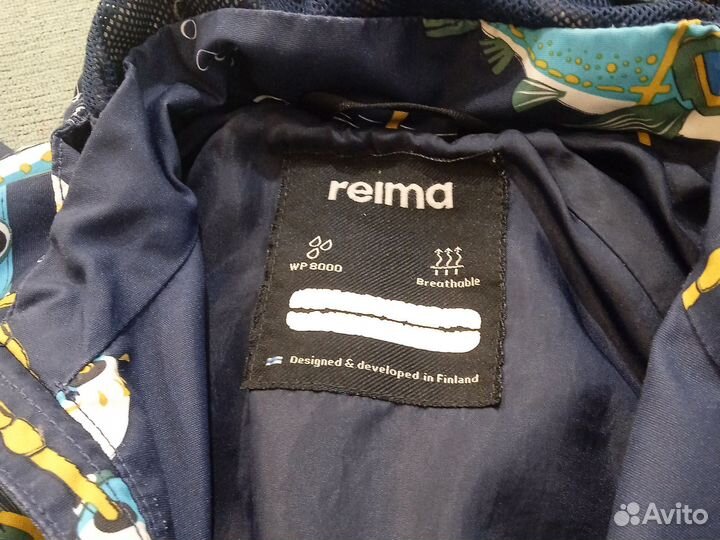 reima
WP 8000
Breathable
Designed & developed in Finland
Avito